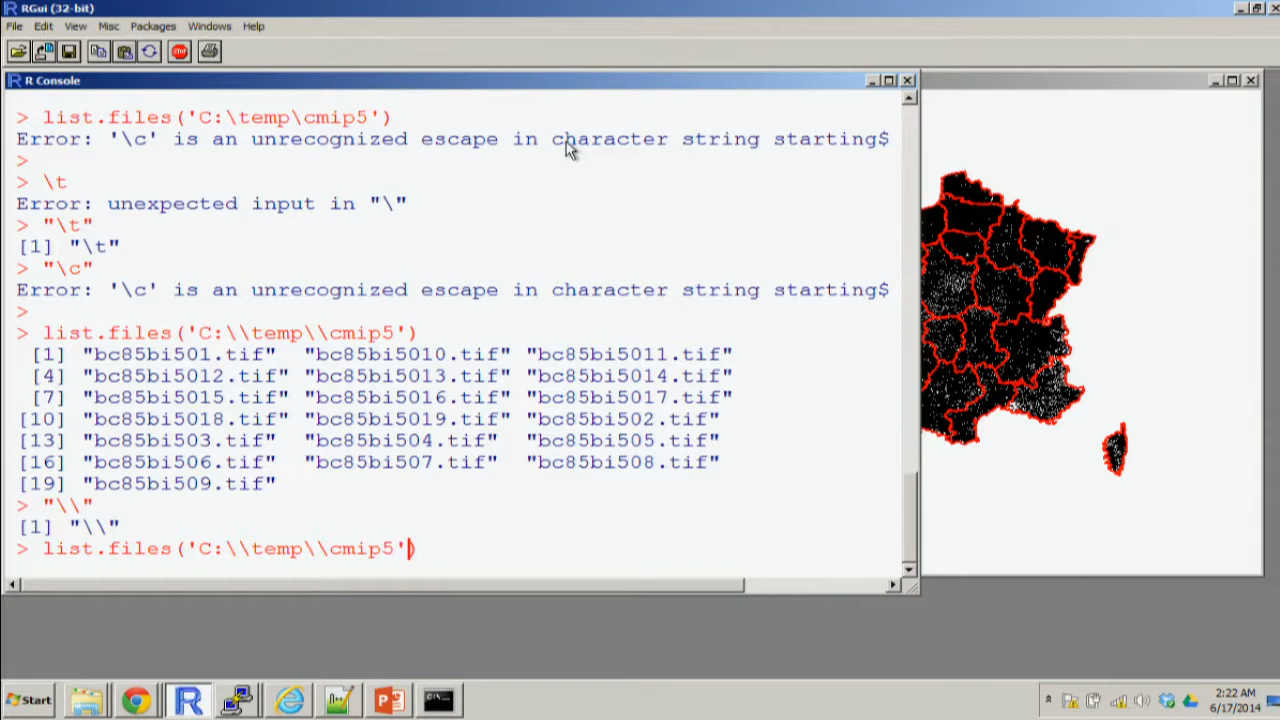 RGui (32-bit)
File Edit View Misc Packages Windows Help
STOP
R Console
> list.files('C:\temp\cmip5')
Error: '\c' is an unrecognized escape in character string starting$
>
> \t
Error: unexpected input in "\"
> "\t"
[1] "\t"
> "\c"
Error: '\c' is an unrecognized escape in character string starting$
>
> list.files('C:\\temp\\cmip5')
[1] "bc85bi501.tif" "bc85bi5010.tif" "bc85bi5011.tif"
[4] "bc85bi5012.tif" "bc85bi5013.tif" "bc85bi5014.tif"
[7] "bc85bi5015.tif" "bc85bi5016.tif" "bc85bi5017.tif"
[10] "bc85bi5018.tif" "bc85bi5019.tif" "bc85bi502.tif"
[13] "bc85bi503.tif" "bc85bi504.tif" "bc85bi505.tif"
[16] "bc85bi506.tif" "bc85bi507.tif" "bc85bi508.tif"
[19] "bc85bi509.tif"
> "\\"
[1] "\\"
> list.files('C:\\temp\\cmip5')
Start
2:22 AM
6/17/2014